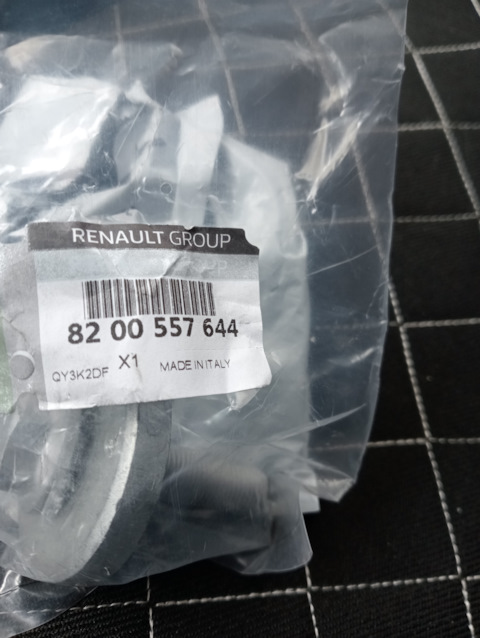 RENAULT GROUP
82 00 557 644
QY3K2DF X1 MADE IN ITALY